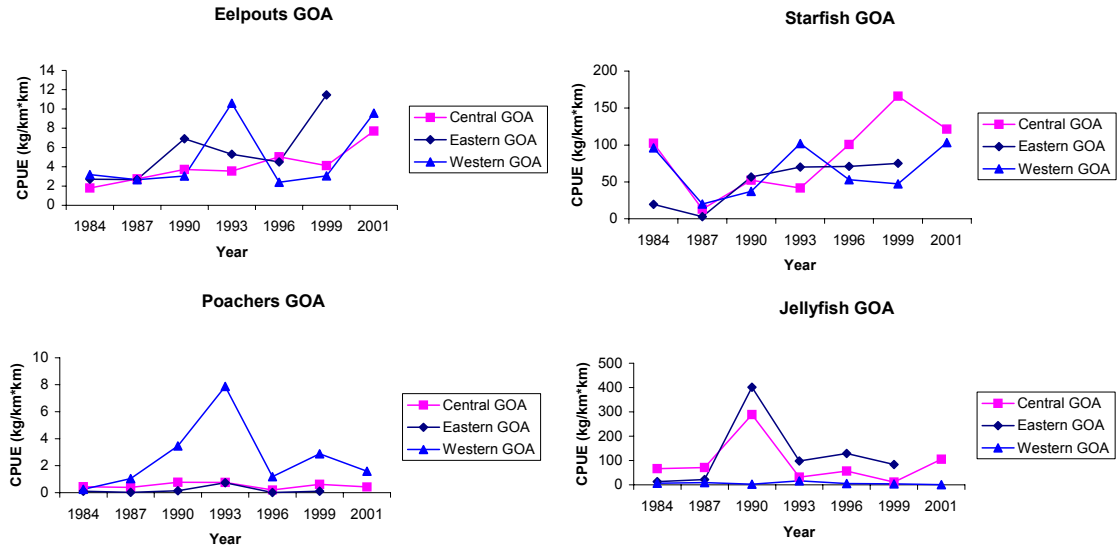 Eelpouts GOA
CPUE (kg/km*km)
14
12
10
8
6
4
2
0
1984 1987 1990 1993 1996 1999 2001
Year
Central GOA
Eastern GOA
Western GOA
Starfish GOA
CPUE (kg/km*km)
200
150
100
50
0
1984 1987 1990 1993 1996 1999 2001
Year
Central GOA
Eastern GOA
Western GOA
Poachers GOA
CPUE (kg/km*km)
10
8
6
4
2
0
1984 1987 1990 1993 1996 1999 2001
Year
Central GOA
Eastern GOA
Western GOA
Jellyfish GOA
CPUE (kg/km*km)
500
400
300
200
100
0
1984 1987 1990 1993 1996 1999 2001
Year
Central GOA
Eastern GOA
Western GOA